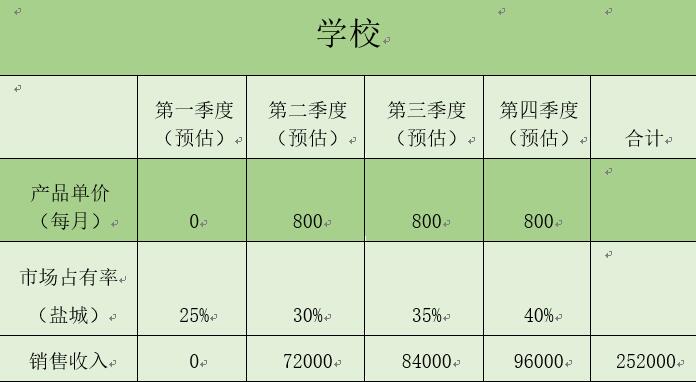 学校
第一季度 第二季度 第三季度 第四季度
（预估） （预估） （预估） （预估） 合计
产品单价
（每月） 0 800 800 800
市场占有率
（盐城） 25% 30% 35% 40%
销售收入 0 72000 84000 96000 252000